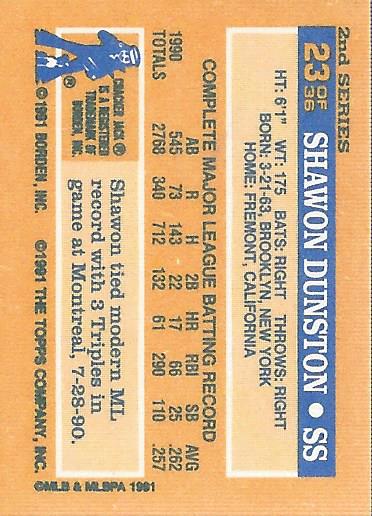 2nd SERIES
23 OF 36 SHAWON DUNSTON • SS
HT: 6'1" WT: 175 BATS: RIGHT THROWS: RIGHT
BORN: 3-21-63, BROOKLYN, NEW YORK
HOME: FREMONT, CALIFORNIA
COMPLETE MAJOR LEAGUE BATTING RECORD
AB R H 2B HR RBI SB AVG
1990 545 73 143 22 17 66 25 .262
TOTALS 2768 340 712 132 61 290 110 .257
CRACKER JACK®
IS A REGISTERED
TRADEMARK OF
BORDEN, INC.
®
Shawon tied modern ML
record with 3 Triples in
game at Montreal, 7-28-90.
©1991 BORDEN, INC. ©1991 THE TOPPS COMPANY, INC.
©MLB & MLBPA 1991